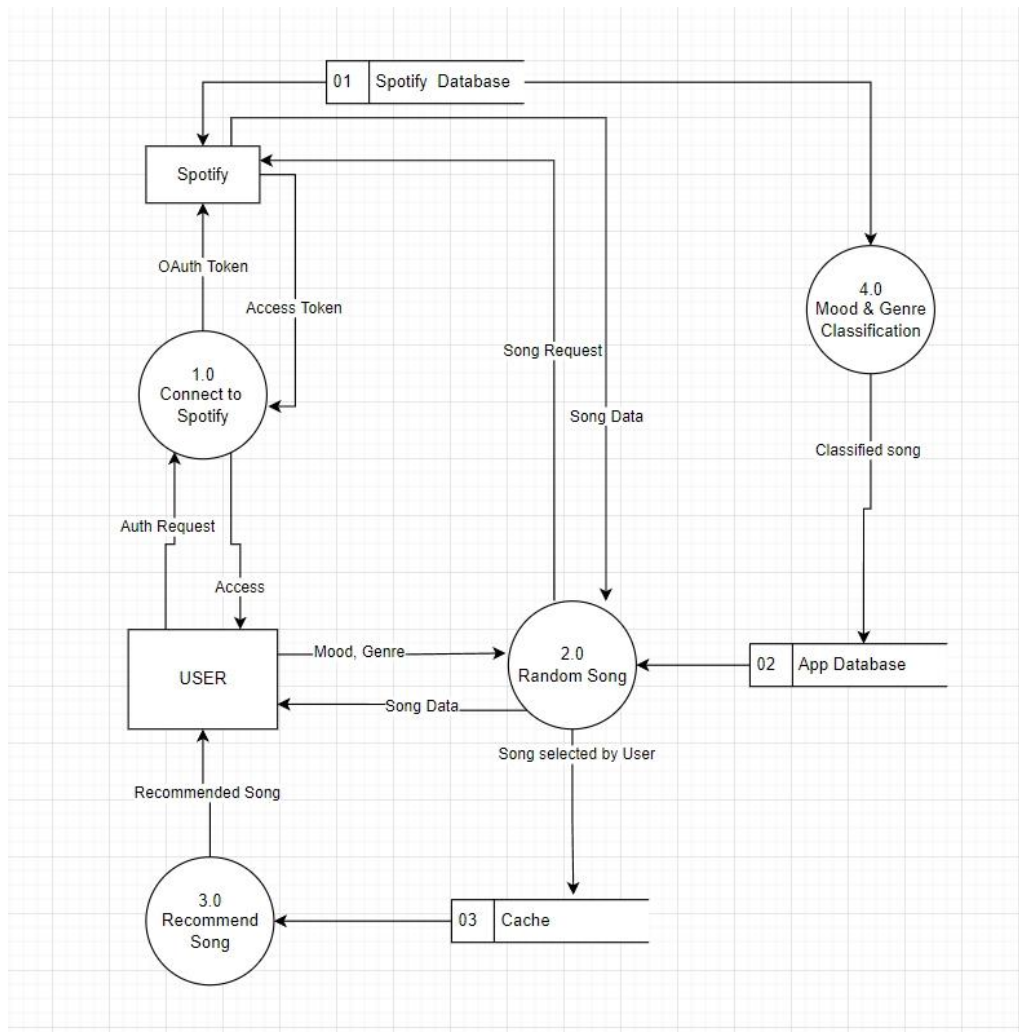 01 Spotify Database
Spotify
OAuth Token
Access Token
4.0
Mood & Genre
Classification
Song Request
1.0
Connect to
Spotify
Song Data
Classified song
Auth Request
Access
USER
Mood, Genre
2.0
Random Song
02 App Database
Song Data
Song selected by User
Recommended Song
3.0
Recommend
Song
03 Cache